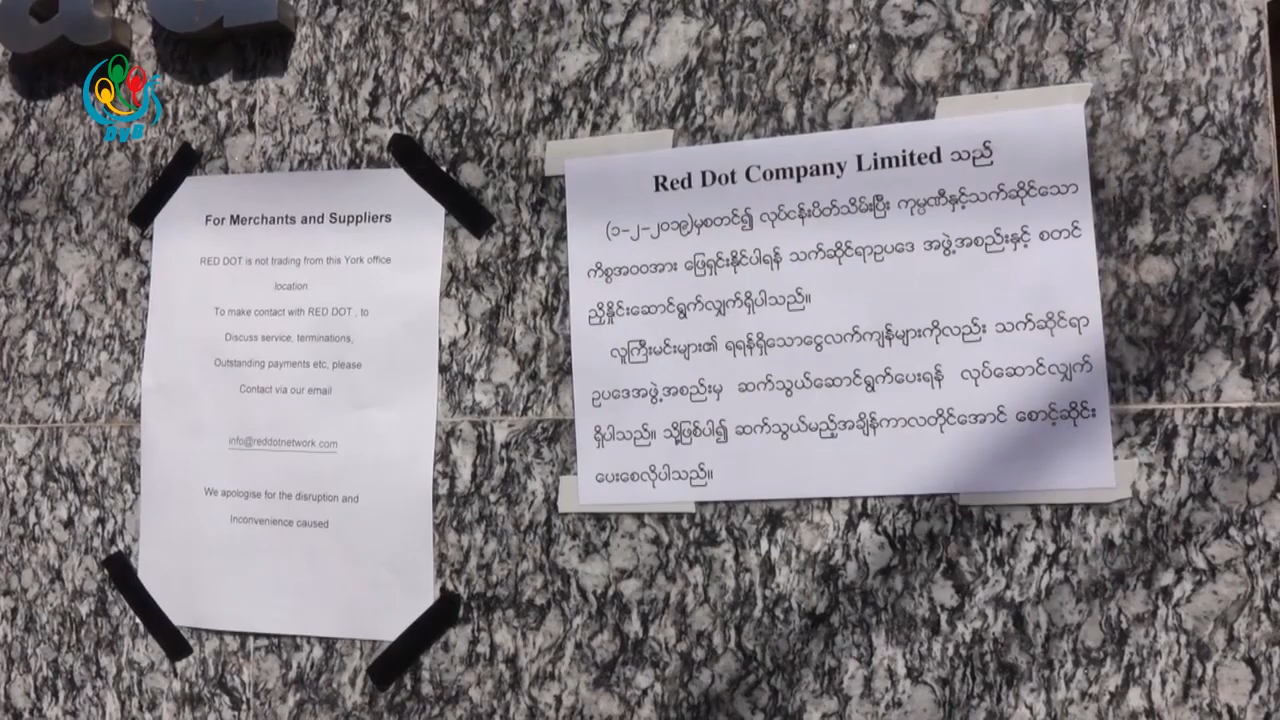 DVB
For Merchants and Suppliers
RED DOT is not trading from this York office
location
To make contact with RED DOT , to
Discuss service, terminations,
Outstanding payments etc, please
Contact via our email
info@reddotnetwork.com
We apologise for the disruption and
Inconvenience caused
Red Dot Company Limited သည်
(၁-၂-၂၀၁၉)မှစတင်၍ လုပ်ငန်းပိတ်သိမ်းပြီး ကုမ္ပဏီနှင့်သက်ဆိုင်သော
ကိစ္စအဝဝအား ဖြေရှင်းနိုင်ပါရန် သက်ဆိုင်ရာဥပဒေ အဖွဲ့အစည်းနှင့် စတင်
ညှိနှိုင်းဆောင်ရွက်လျှက်ရှိပါသည်။
လူကြီးမင်းများ၏ ရရန်ရှိသောငွေလက်ကျန်များကိုလည်း သက်ဆိုင်ရာ
ဥပဒေအဖွဲ့အစည်းမှ ဆက်သွယ်ဆောင်ရွက်ပေးရန် လုပ်ဆောင်လျှက်
ရှိပါသည်။ သို့ဖြစ်ပါ၍ ဆက်သွယ်မည့်အချိန်ကာလတိုင်အောင် စောင့်ဆိုင်း
ပေးစေလိုပါသည်။